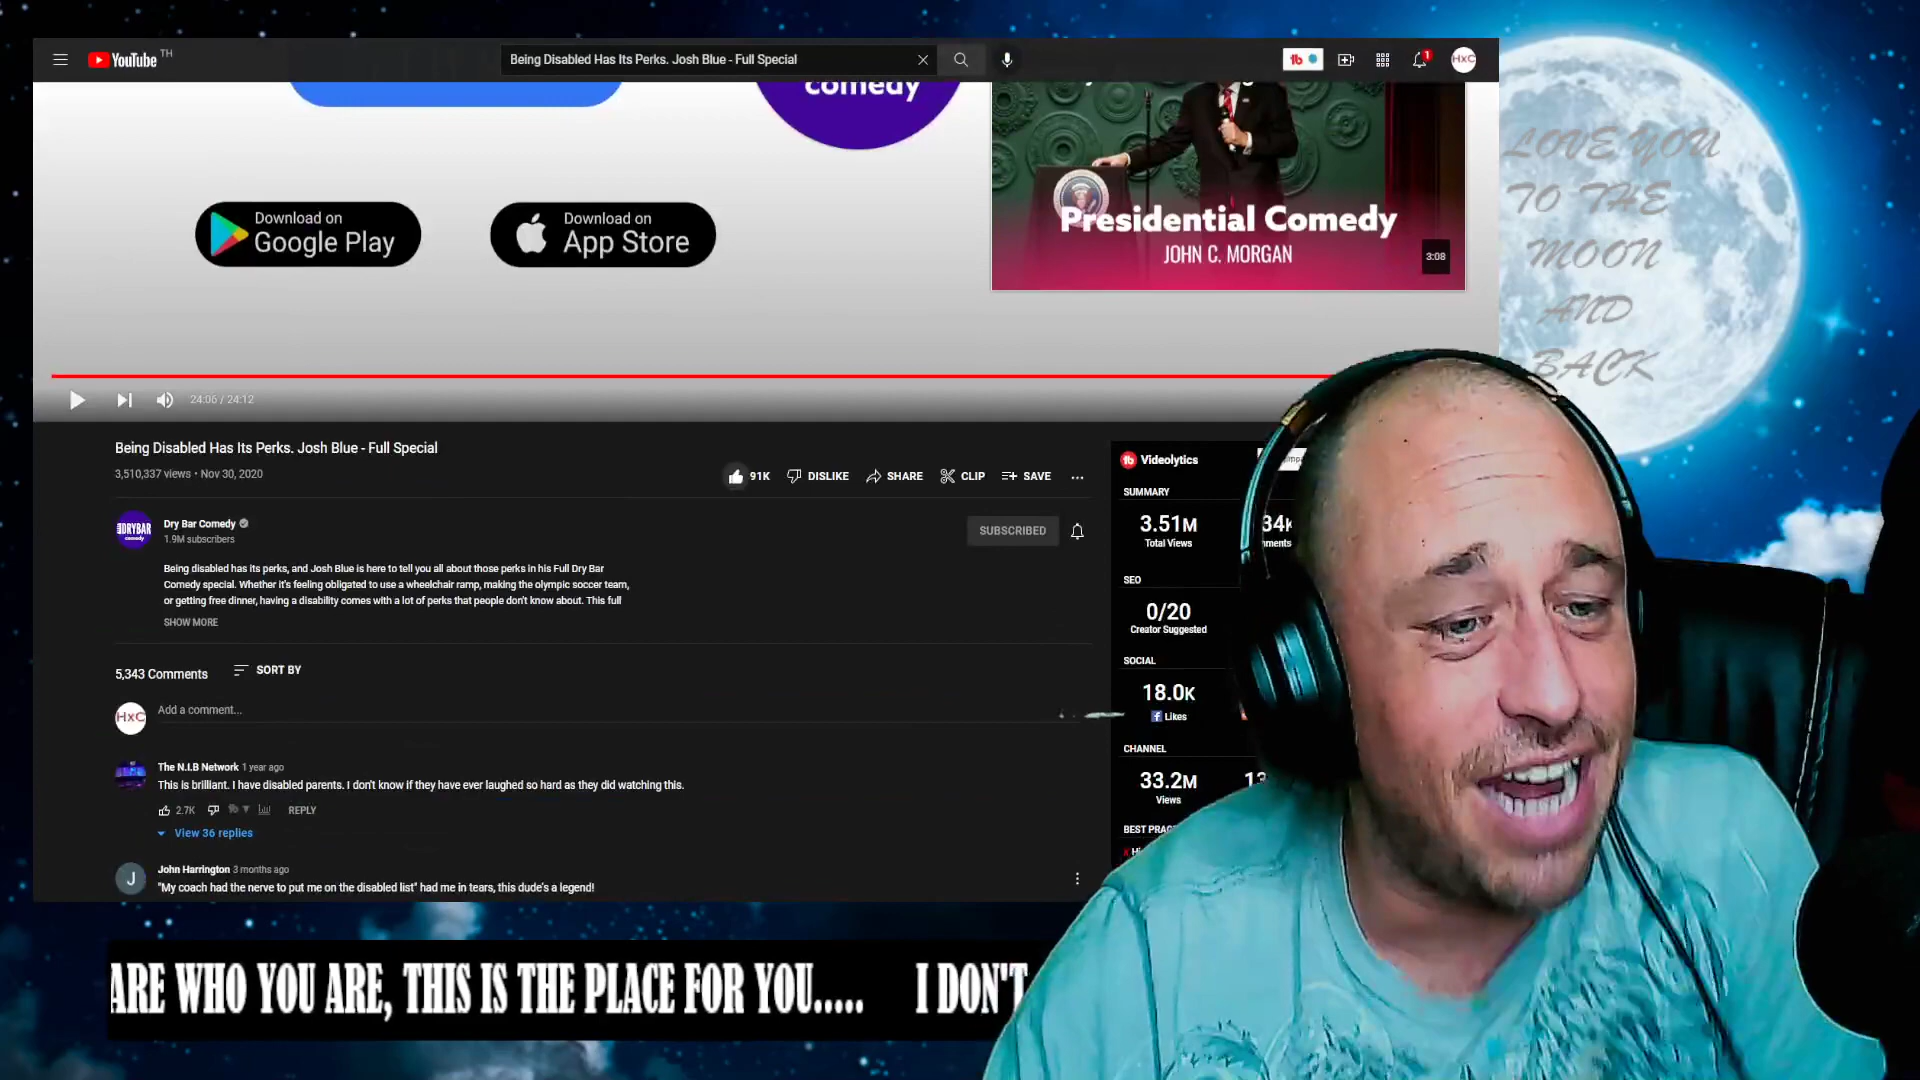 YouTube TH
Being Disabled Has Its Perks. Josh Blue - Full Special
1
HxC
comedy
Download on
Google Play
Download on
App Store
Presidential Comedy
JOHN C. MORGAN
3:08
LOVE YOU
TO THE
MOON
AND
BACK
24:06 / 24:12
Being Disabled Has Its Perks. Josh Blue - Full Special
3,510,337 views • Nov 30, 2020
91K
DISLIKE
SHARE
CLIP
SAVE
DRYBAR
comedy
Dry Bar Comedy
1.9M subscribers
SUBSCRIBED
Being disabled has its perks, and Josh Blue is here to tell you all about those perks in his Full Dry Bar
Comedy special. Whether it's feeling obligated to use a wheelchair ramp, making the olympic soccer team,
or getting free dinner, having a disability comes with a lot of perks that people don't know about. This full
SHOW MORE
5,343 Comments
SORT BY
HxC
Add a comment...
The N.I.B Network 1 year ago
This is brilliant. I have disabled parents. I don't know if they have ever laughed so hard as they did watching this.
2.7K
REPLY
View 36 replies
J
John Harrington 3 months ago
"My coach had the nerve to put me on the disabled list" had me in tears, this dude's a legend!
tb Videolytics
SUMMARY
3.51M
Total Views
34K
SEO
0/20
Creator Suggested
SOCIAL
18.0K
Likes
CHANNEL
33.2M
Views
BEST PRAC
ARE WHO YOU ARE, THIS IS THE PLACE FOR YOU..... I DON'T